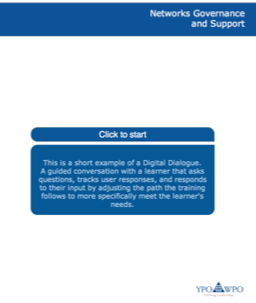 Networks Governance
and Support
Click to start
This is a short example of a Digital Dialogue.
A guided conversation with a learner that asks
questions, tracks user responses, and responds
to their input by adjusting the path the training
follows to more specifically meet the learner's
needs.
YPO WPO